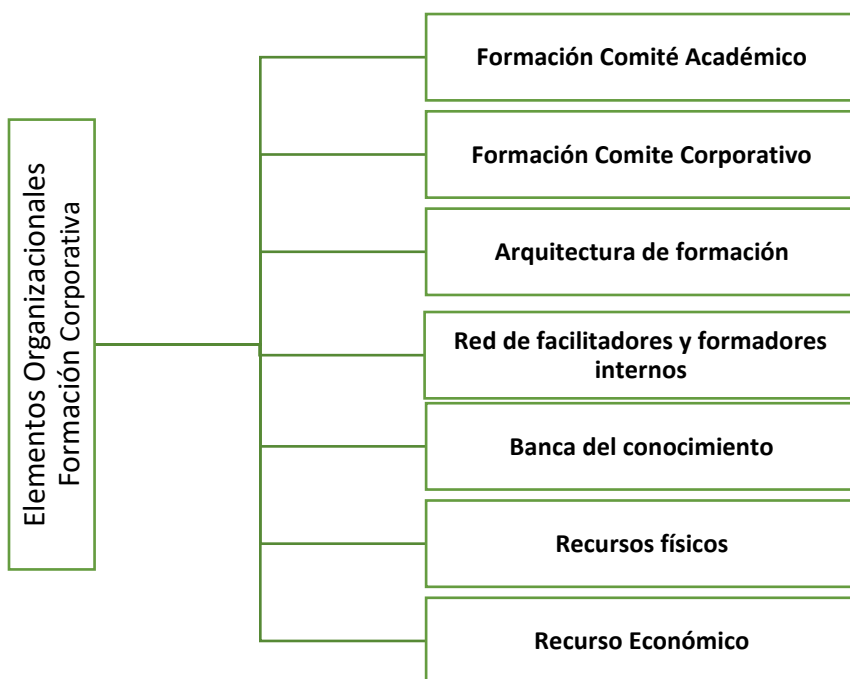 Elementos Organizacionales
Formación Corporativa
Formación Comité Académico
Formación Comite Corporativo
Arquitectura de formación
Red de facilitadores y formadores
internos
Banca del conocimiento
Recursos físicos
Recurso Económico